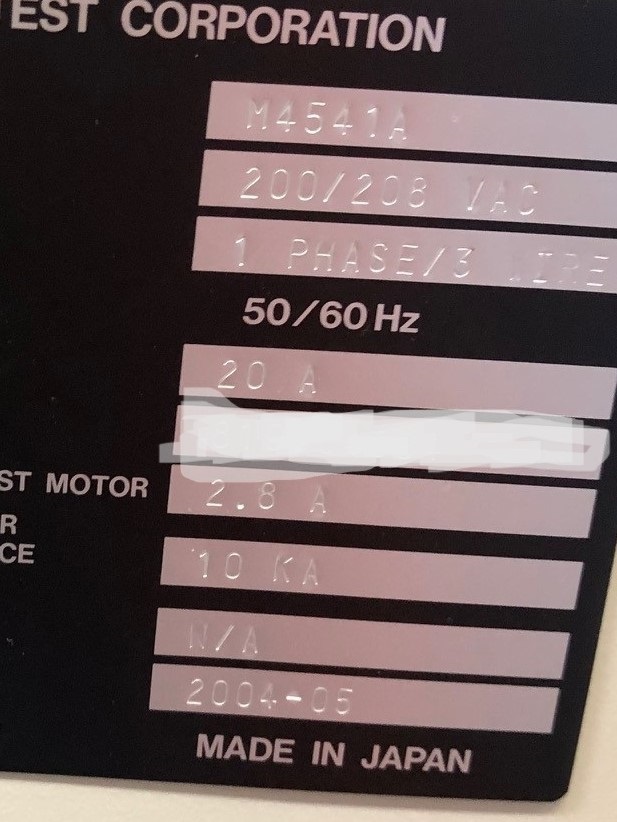 EST CORPORATION
M4541A
200/208 VAC
1 PHASE/3 WIRE
50/60 Hz
20 A
ST MOTOR 2.8 A
R
CE
10 KA
N/A
2004-05
MADE IN JAPAN